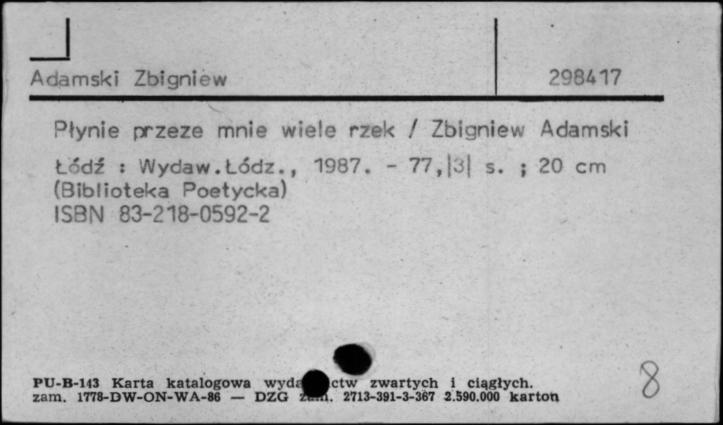 Adamski Zbigniew 298417
Płynie przeze mnie wiele rzek / Zbigniew Adamski
Łódź : Wydaw.Łódz., 1987. - 77,|3| s. ; 20 cm
(Biblioteka Poetycka)
ISBN 83-218-0592-2
8
PU-B-143 Karta katalogowa zwartych i ciągłych.
zam. 1778-DW-ON-WA-86 — DZG zam. 2713-391-3-367 2.590.000 karton